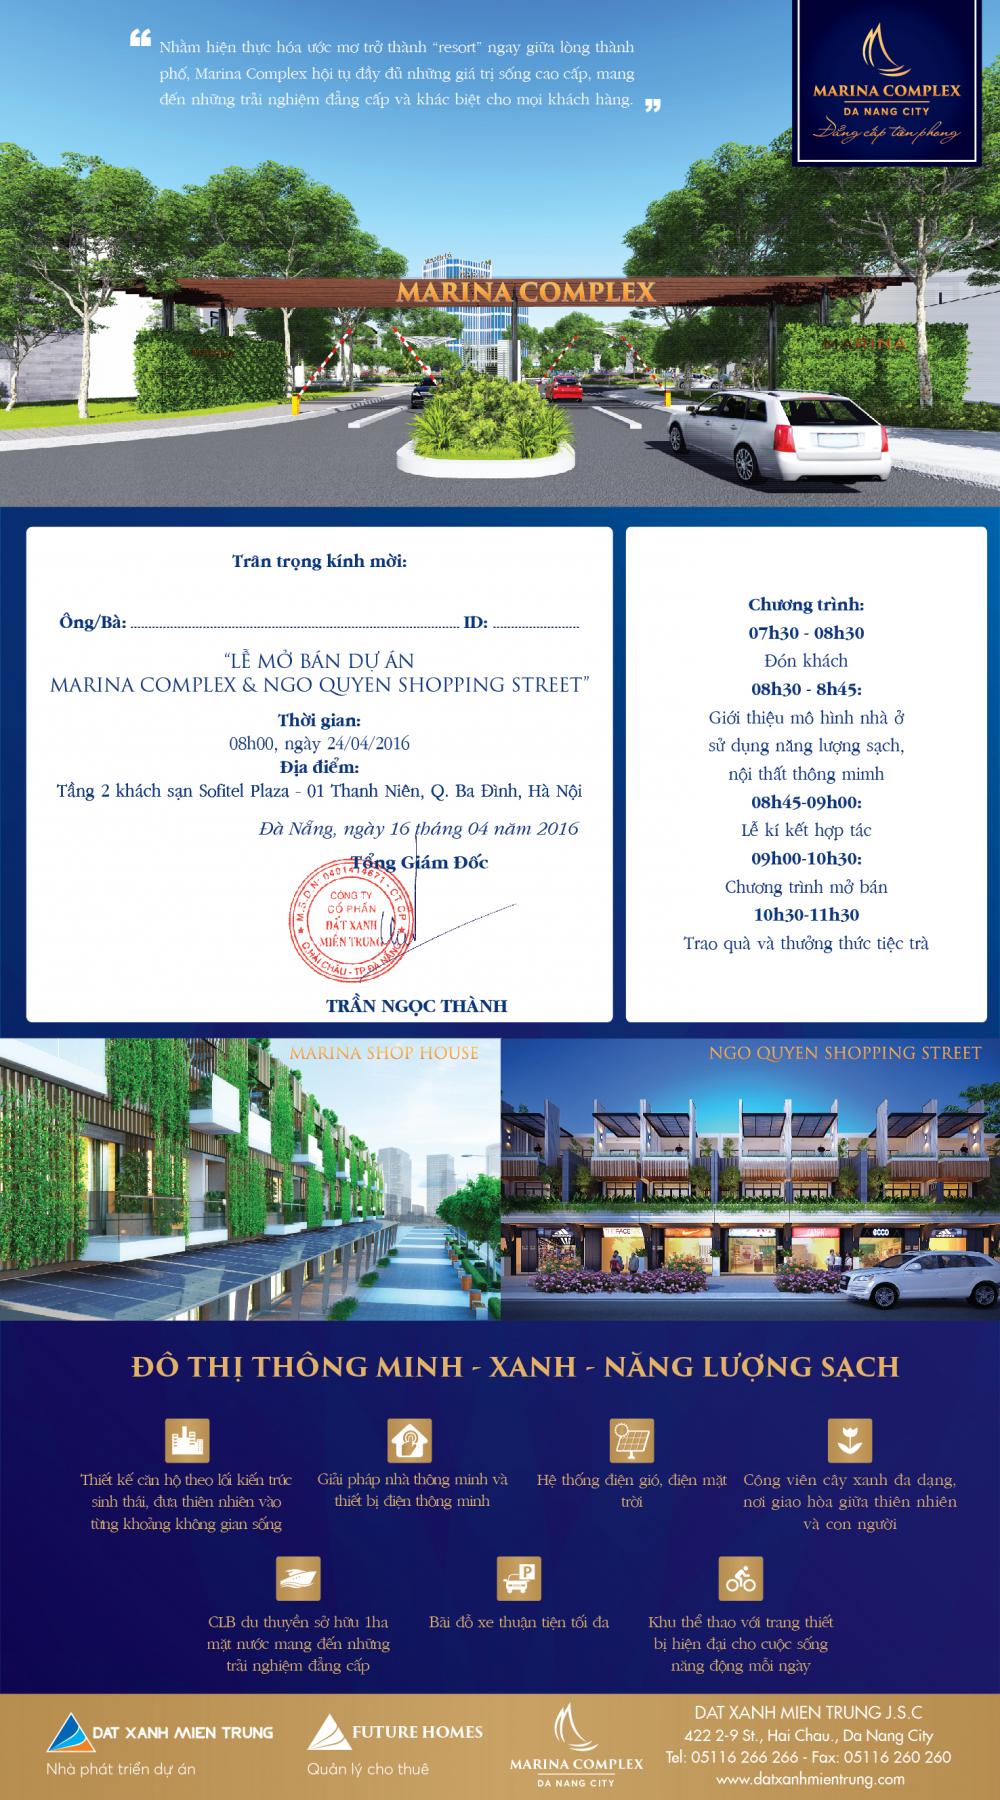 ❝ Nhằm hiện thực hóa ước mơ trở thành “resort” ngay giữa lòng thành
phố, Marina Complex hội tụ đầy đủ những giá trị sống cao cấp, mang
đến những trải nghiệm đẳng cấp và khác biệt cho mọi khách hàng. ❞
MARINA COMPLEX
DA NANG CITY
Đẳng cấp tiên phong
MARINA COMPLEX
MARINA
Trân trọng kính mời:
Ông/Bà: ........................ ID: ................
“LỄ MỞ BÁN DỰ ÁN
MARINA COMPLEX & NGO QUYEN SHOPPING STREET”
Thời gian:
08h00, ngày 24/04/2016
Địa điểm:
Tầng 2 khách sạn Sofitel Plaza - 01 Thanh Niên, Q. Ba Đình, Hà Nội
Đà Nẵng, ngày 16 tháng 04 năm 2016
Tổng Giám Đốc
M.S.D.N: 0401414671 - C.T.C.P
CÔNG TY
CỔ PHẦN
ĐẤT XANH
MIỀN TRUNG
Q.HẢI CHÂU - TP ĐÀ NẴNG
TRẦN NGỌC THÀNH
Chương trình:
07h30 - 08h30
Đón khách
08h30 - 8h45:
Giới thiệu mô hình nhà ở
sử dụng năng lượng sạch,
nội thất thông mimh
08h45-09h00:
Lễ kí kết hợp tác
09h00-10h30:
Chương trình mở bán
10h30-11h30
Trao quà và thưởng thức tiệc trà
MARINA SHOP HOUSE
NGO QUYEN SHOPPING STREET
THE FACE
ecco
ĐÔ THỊ THÔNG MINH - XANH - NĂNG LƯỢNG SẠCH
Thiết kế căn hộ theo lối kiến trúc
sinh thái, đưa thiên nhiên vào
từng khoảng không gian sống
Giải pháp nhà thông minh và
thiết bị điện thông minh
Hệ thống điện gió, điện mặt
trời
Công viên cây xanh đa dạng,
nơi giao hòa giữa thiên nhiên
và con người
P
CLB du thuyền sở hữu 1ha
mặt nước mang đến những
trải nghiệm đẳng cấp
Bãi đỗ xe thuận tiện tối đa
Khu thể thao với trang thiết
bị hiện đại cho cuộc sống
năng động mỗi ngày
DAT XANH MIEN TRUNG
Nhà phát triển dự án
FUTURE HOMES
Quản lý cho thuê
MARINA COMPLEX
DA NANG CITY
DAT XANH MIEN TRUNG J.S.C
422 2-9 St., Hai Chau., Da Nang City
Tel: 05116 266 266 - Fax: 05116 260 260
www.datxanhmientrung.com